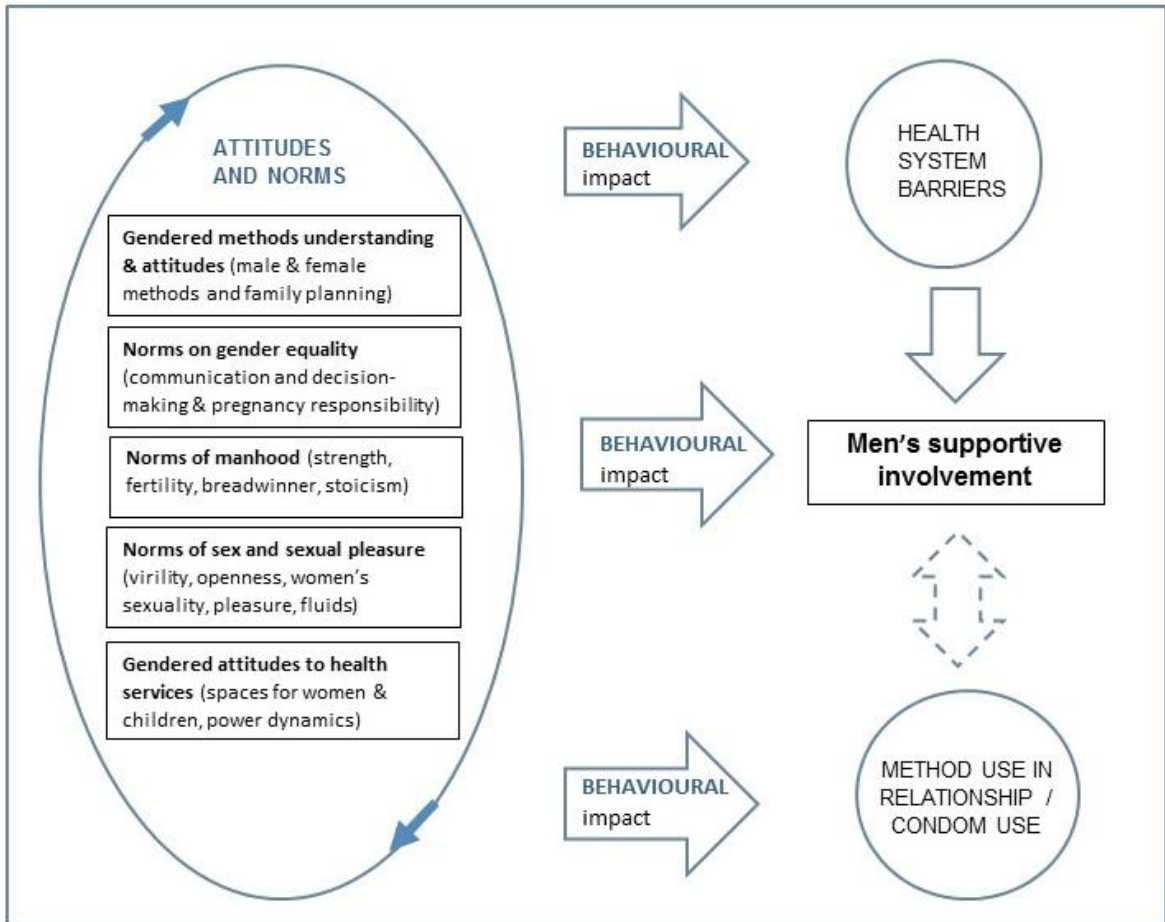 ATTITUDES
AND NORMS
Gendered methods understanding
& attitudes (male & female
methods and family planning)
Norms on gender equality
(communication and decision-
making & pregnancy responsibility)
Norms of manhood (strength,
fertility, breadwinner, stoicism)
Norms of sex and sexual pleasure
(virility, openness, women's
sexuality, pleasure, fluids)
Gendered attitudes to health
services (spaces for women &
children, power dynamics)
BEHAVIOURAL
impact
HEALTH
SYSTEM
BARRIERS
BEHAVIOURAL
impact
Men's supportive
involvement
BEHAVIOURAL
impact
METHOD USE IN
RELATIONSHIP /
CONDOM USE